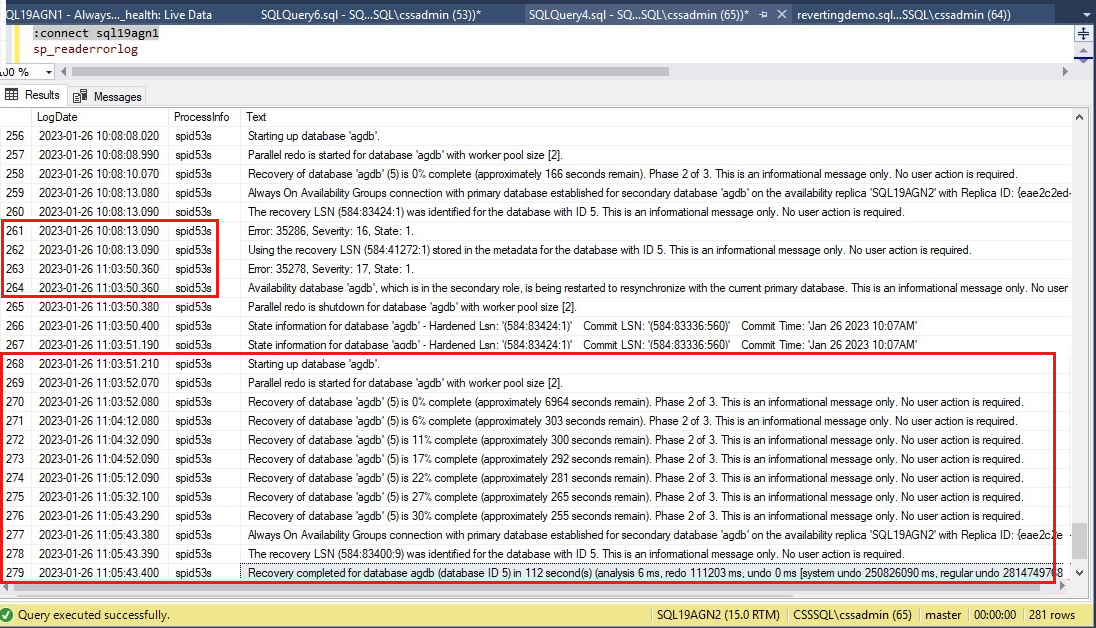 QL19AGN1 - Always..._health: Live Data SQLQuery6.sql - SQ...SQL\cssadmin (53))* SQLQuery4.sql - SQ...SQL\cssadmin (65))* revertingdemo.sql...SSQL\cssadmin (64))
:connect sql19agn1
sp_readerrorlog
00 %
Results Messages
LogDate ProcessInfo Text
256 2023-01-26 10:08:08.020 spid53s Starting up database 'agdb'.
257 2023-01-26 10:08:08.990 spid53s Parallel redo is started for database 'agdb' with worker pool size [2].
258 2023-01-26 10:08:10.070 spid53s Recovery of database 'agdb' (5) is 0% complete (approximately 166 seconds remain). Phase 2 of 3. This is an informational message only. No user action is required.
259 2023-01-26 10:08:13.080 spid53s Always On Availability Groups connection with primary database established for secondary database 'agdb' on the availability replica 'SQL19AGN2' with Replica ID: {eae2c2ed-
260 2023-01-26 10:08:13.090 spid53s The recovery LSN (584:83424:1) was identified for the database with ID 5. This is an informational message only. No user action is required.
261 2023-01-26 10:08:13.090 spid53s Error: 35286, Severity: 16, State: 1.
262 2023-01-26 10:08:13.090 spid53s Using the recovery LSN (584:41272:1) stored in the metadata for the database with ID 5. This is an informational message only. No user action is required.
263 2023-01-26 11:03:50.360 spid53s Error: 35278, Severity: 17, State: 1.
264 2023-01-26 11:03:50.360 spid53s Availability database 'agdb', which is in the secondary role, is being restarted to resynchronize with the current primary database. This is an informational message only. No user
265 2023-01-26 11:03:50.380 spid53s Parallel redo is shutdown for database 'agdb' with worker pool size [2].
266 2023-01-26 11:03:50.400 spid53s State information for database 'agdb' - Hardened Lsn: '(584:83424:1)' Commit LSN: '(584:83336:560)' Commit Time: 'Jan 26 2023 10:07AM'
267 2023-01-26 11:03:51.190 spid53s State information for database 'agdb' - Hardened Lsn: '(584:83424:1)' Commit LSN: '(584:83336:560)' Commit Time: 'Jan 26 2023 10:07AM'
268 2023-01-26 11:03:51.210 spid53s Starting up database 'agdb'.
269 2023-01-26 11:03:52.070 spid53s Parallel redo is started for database 'agdb' with worker pool size [2].
270 2023-01-26 11:03:52.080 spid53s Recovery of database 'agdb' (5) is 0% complete (approximately 6964 seconds remain). Phase 2 of 3. This is an informational message only. No user action is required.
271 2023-01-26 11:04:12.080 spid53s Recovery of database 'agdb' (5) is 6% complete (approximately 303 seconds remain). Phase 2 of 3. This is an informational message only. No user action is required.
272 2023-01-26 11:04:32.090 spid53s Recovery of database 'agdb' (5) is 11% complete (approximately 300 seconds remain). Phase 2 of 3. This is an informational message only. No user action is required.
273 2023-01-26 11:04:52.090 spid53s Recovery of database 'agdb' (5) is 17% complete (approximately 292 seconds remain). Phase 2 of 3. This is an informational message only. No user action is required.
274 2023-01-26 11:05:12.090 spid53s Recovery of database 'agdb' (5) is 22% complete (approximately 281 seconds remain). Phase 2 of 3. This is an informational message only. No user action is required.
275 2023-01-26 11:05:32.100 spid53s Recovery of database 'agdb' (5) is 27% complete (approximately 265 seconds remain). Phase 2 of 3. This is an informational message only. No user action is required.
276 2023-01-26 11:05:43.290 spid53s Recovery of database 'agdb' (5) is 30% complete (approximately 255 seconds remain). Phase 2 of 3. This is an informational message only. No user action is required.
277 2023-01-26 11:05:43.380 spid53s Always On Availability Groups connection with primary database established for secondary database 'agdb' on the availability replica 'SQL19AGN2' with Replica ID: {eae2c2e
278 2023-01-26 11:05:43.390 spid53s The recovery LSN (584:83400:9) was identified for the database with ID 5. This is an informational message only. No user action is required.
279 2023-01-26 11:05:43.400 spid53s Recovery completed for database agdb (database ID 5) in 112 second(s) (analysis 6 ms, redo 111203 ms, undo 0 ms [system undo 250826090 ms, regular undo 2814749768
Query executed successfully. SQL19AGN2 (15.0 RTM) CSSSQL\cssadmin (65) master 00:00:00 281 rows